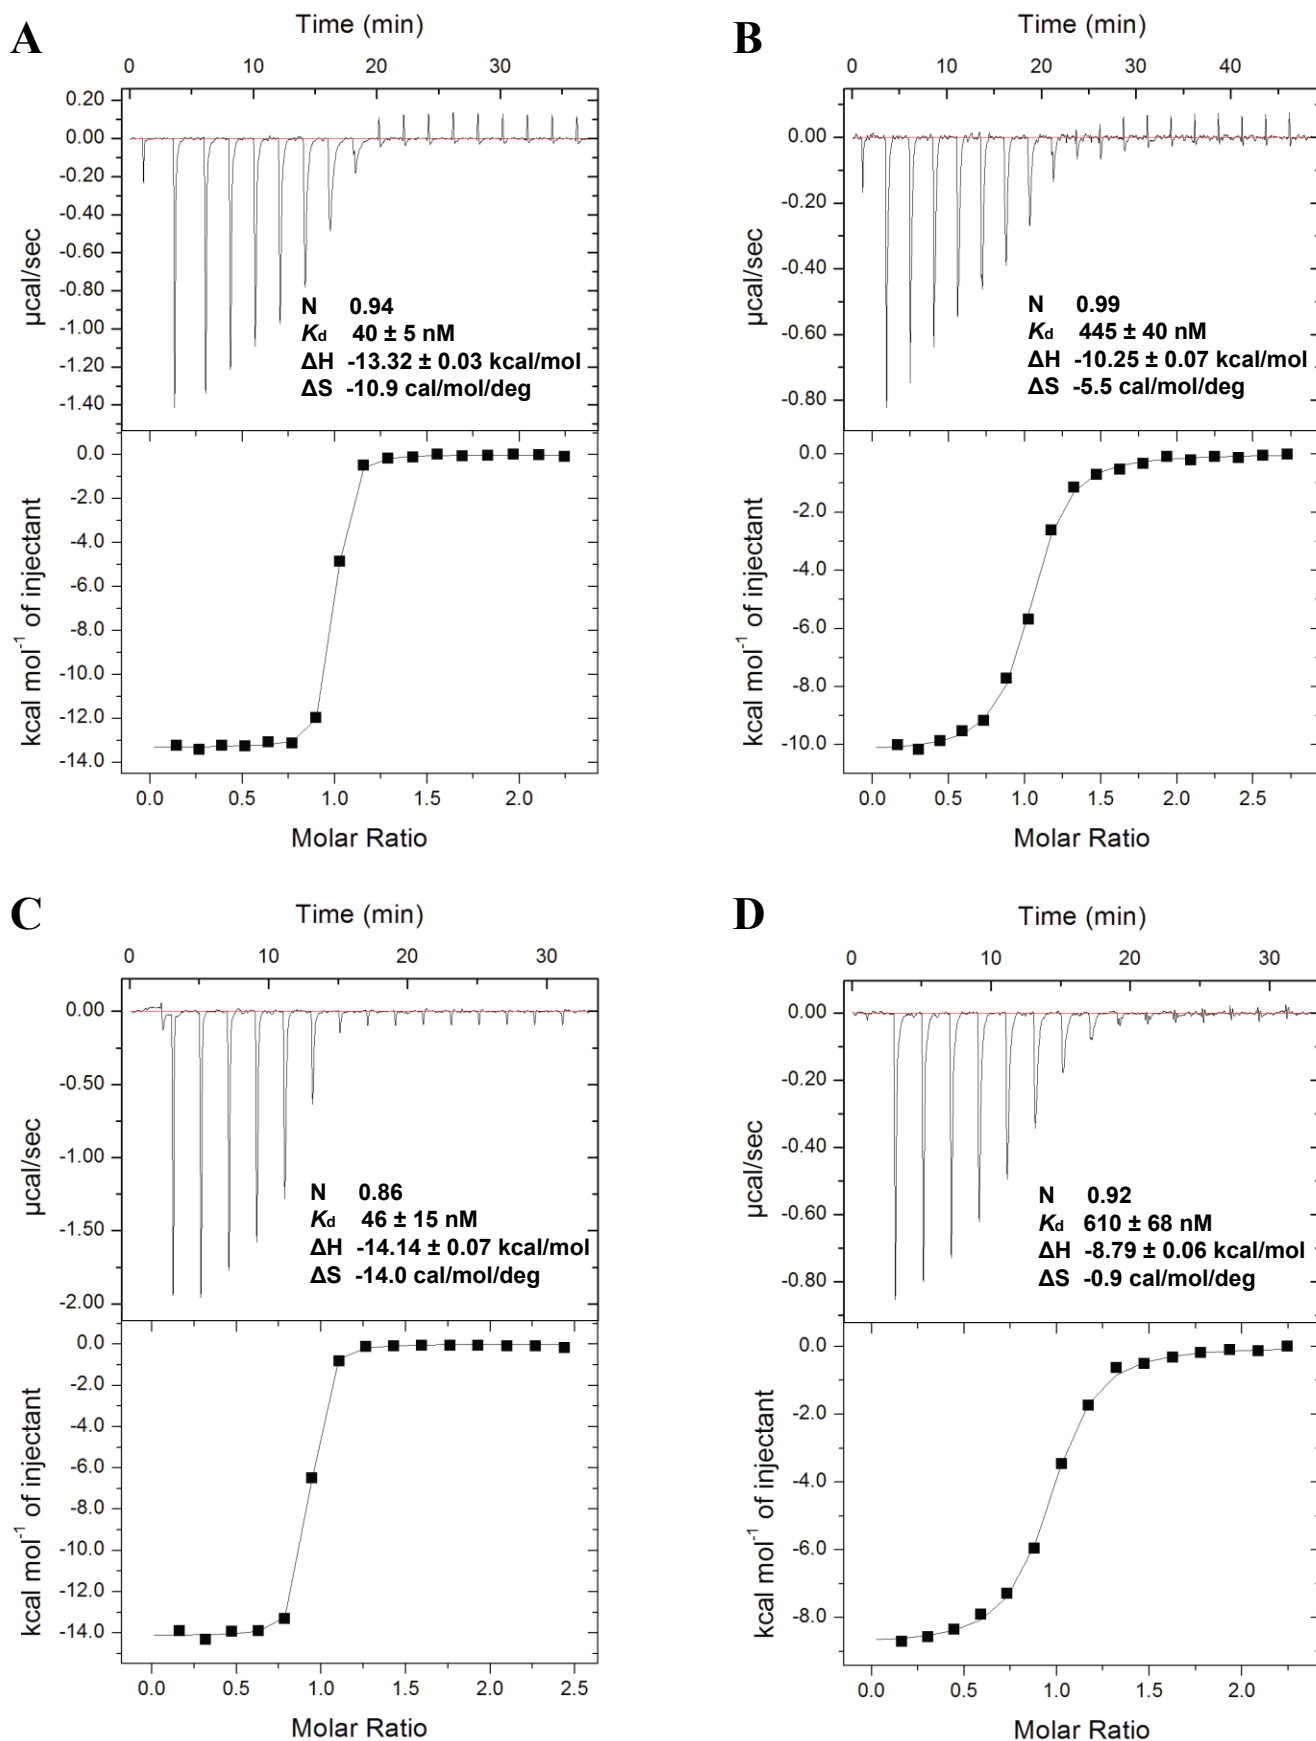 A
Time (min)
0 10 20 30
0.20
0.00
-0.20
-0.40
-0.60
-0.80
-1.00
-1.20
-1.40
µcal/sec
N 0.94
Kd 40 ± 5 nM
ΔH -13.32 ± 0.03 kcal/mol
ΔS -10.9 cal/mol/deg
0.0
-2.0
-4.0
-6.0
-8.0
-10.0
-12.0
-14.0
kcal mol⁻¹ of injectant
0.0 0.5 1.0 1.5 2.0
Molar Ratio
B
Time (min)
0 10 20 30 40
0.00
-0.20
-0.40
-0.60
-0.80
µcal/sec
N 0.99
Kd 445 ± 40 nM
ΔH -10.25 ± 0.07 kcal/mol
ΔS -5.5 cal/mol/deg
0.0
-2.0
-4.0
-6.0
-8.0
-10.0
kcal mol⁻¹ of injectant
0.0 0.5 1.0 1.5 2.0 2.5
Molar Ratio
C
Time (min)
0 10 20 30
0.00
-0.50
-1.00
-1.50
-2.00
µcal/sec
N 0.86
Kd 46 ± 15 nM
ΔH -14.14 ± 0.07 kcal/mol
ΔS -14.0 cal/mol/deg
0.0
-2.0
-4.0
-6.0
-8.0
-10.0
-12.0
-14.0
kcal mol⁻¹ of injectant
0.0 0.5 1.0 1.5 2.0 2.5
Molar Ratio
D
Time (min)
0 10 20 30
0.00
-0.20
-0.40
-0.60
-0.80
µcal/sec
N 0.92
Kd 610 ± 68 nM
ΔH -8.79 ± 0.06 kcal/mol
ΔS -0.9 cal/mol/deg
0.0
-2.0
-4.0
-6.0
-8.0
kcal mol⁻¹ of injectant
0.0 0.5 1.0 1.5 2.0
Molar Ratio